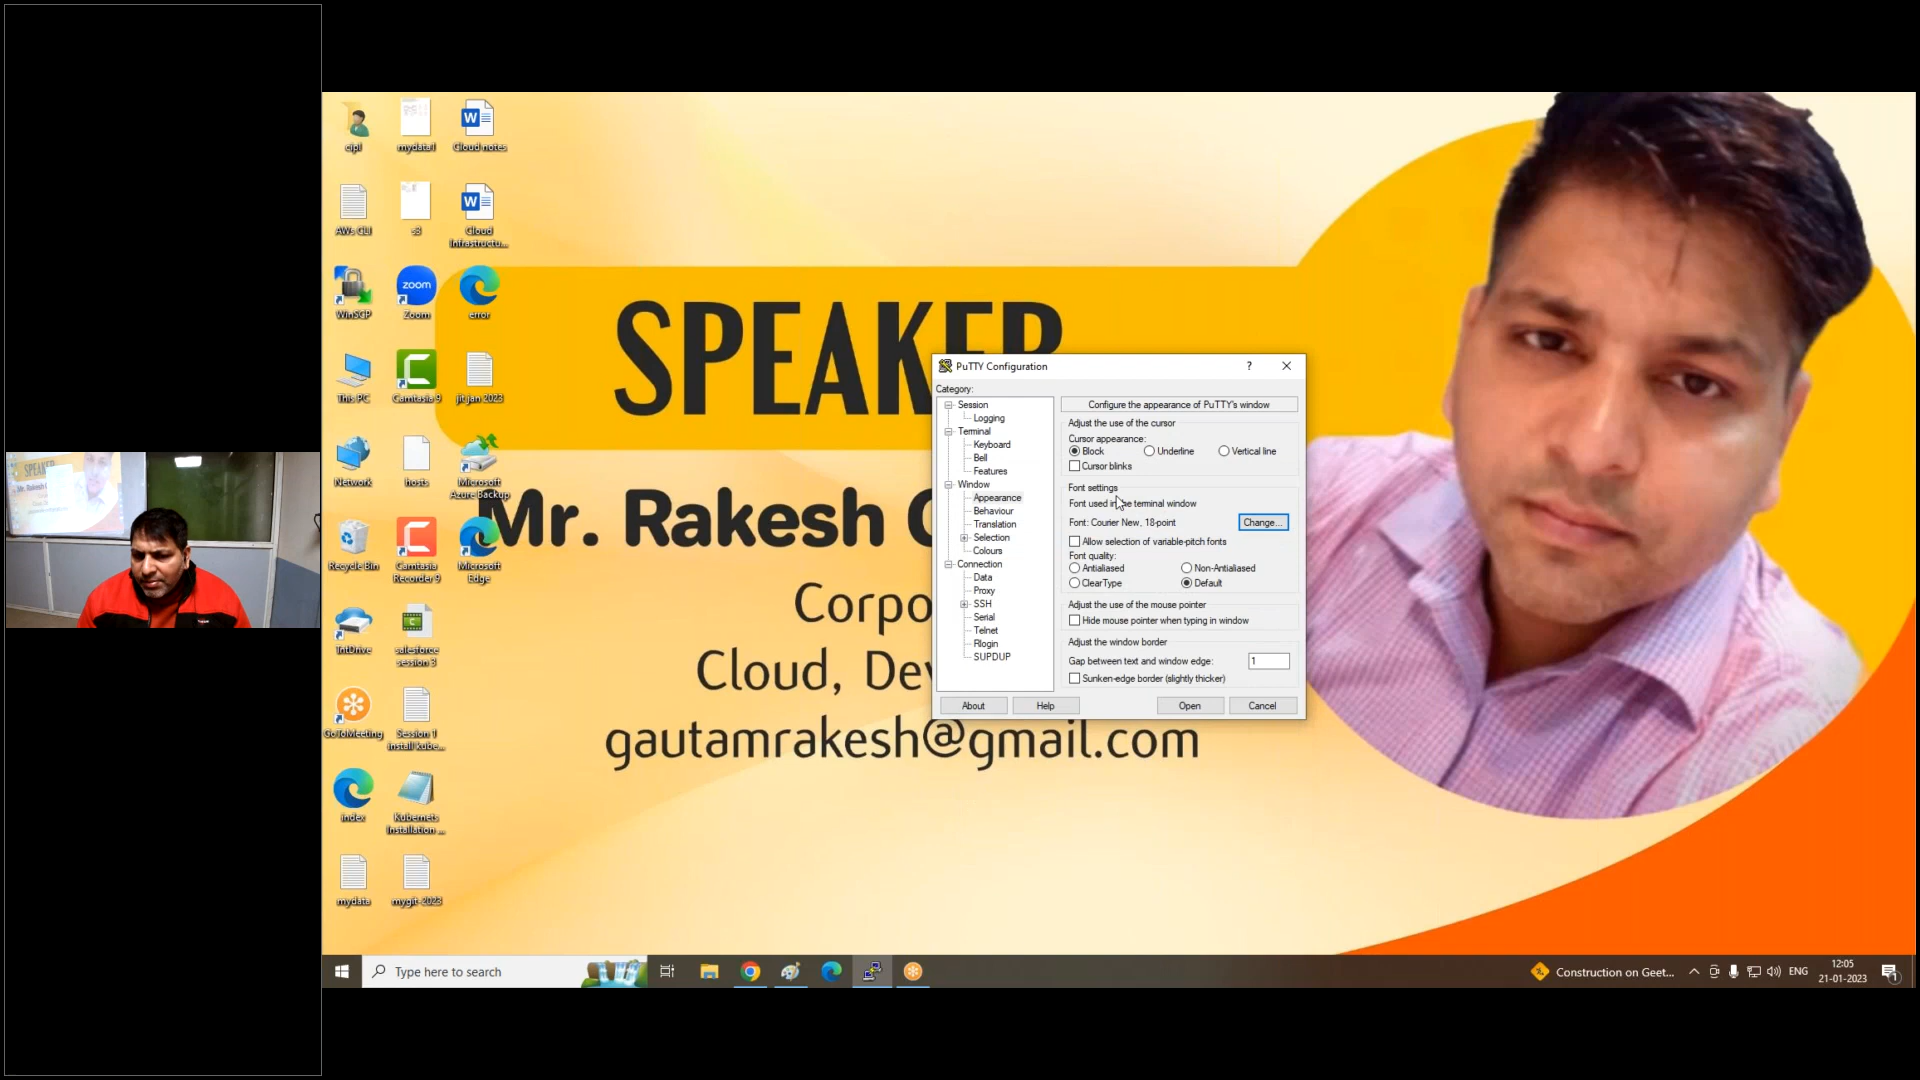 cipl
mydata1
Cloud notes
AWs CLI
s3
Cloud
Infrastructu...
WinSCP
zoom
Zoom
error
This PC
Camtasia 9
jit jan 2023
Network
hosts
Microsoft
Azure Backup
Recycle Bin
Camtasia
Recorder 9
Microsoft
Edge
TntDrive
salesforce
session 3
GoToMeeting
Session 1
install kube...
index
Kubernets
Installation ...
mydata
mygit-2023
SPEAKER
Mr. Rakesh
Corpo
Cloud, De
gautamrakesh@gmail.com
PuTTY Configuration
?
Category:
Session
Logging
Terminal
Keyboard
Bell
Features
Window
Appearance
Behaviour
Translation
Selection
Colours
Connection
Data
Proxy
SSH
Serial
Telnet
Rlogin
SUPDUP
Configure the appearance of PuTTY's window
Adjust the use of the cursor
Cursor appearance:
Block
Underline
Vertical line
Cursor blinks
Font settings
Font used in the terminal window
Font: Courier New, 18-point
Change...
Allow selection of variable-pitch fonts
Font quality:
Antialiased
Non-Antialiased
ClearType
Default
Adjust the use of the mouse pointer
Hide mouse pointer when typing in window
Adjust the window border
Gap between text and window edge:
1
Sunken-edge border (slightly thicker)
About
Help
Open
Cancel
Type here to search
Construction on Geet...
ENG
12:05
21-01-2023
1
SPEAKER